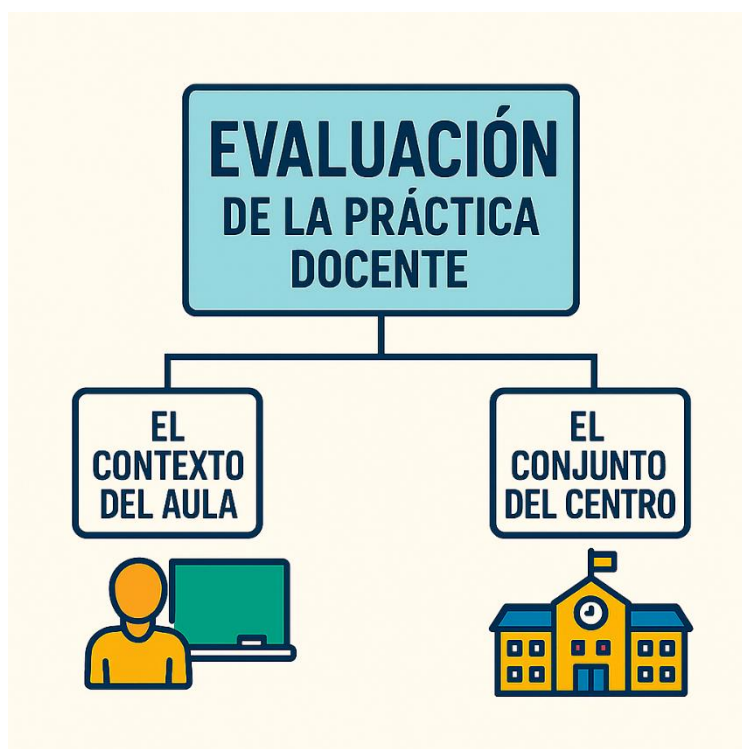 EVALUACIÓN
DE LA PRÁCTICA
DOCENTE
EL
CONTEXTO
DEL AULA
EL
CONJUNTO
DEL CENTRO